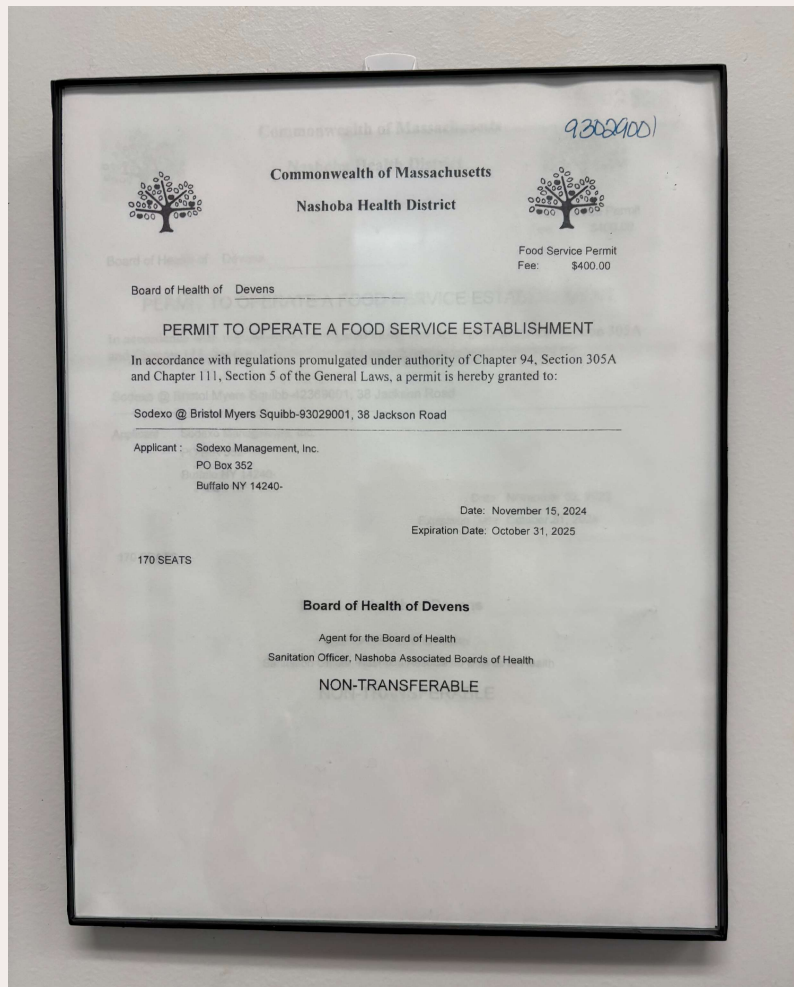 93029001
Commonwealth of Massachusetts
Nashoba Health District
Food Service Permit
Fee: $400.00
Board of Health of Devens
PERMIT TO OPERATE A FOOD SERVICE ESTABLISHMENT
In accordance with regulations promulgated under authority of Chapter 94, Section 305A
and Chapter 111, Section 5 of the General Laws, a permit is hereby granted to:
Sodexo @ Bristol Myers Squibb-93029001, 38 Jackson Road
Applicant : Sodexo Management, Inc.
PO Box 352
Buffalo NY 14240-
Date: November 15, 2024
Expiration Date: October 31, 2025
170 SEATS
Board of Health of Devens
Agent for the Board of Health
Sanitation Officer, Nashoba Associated Boards of Health
NON-TRANSFERABLE